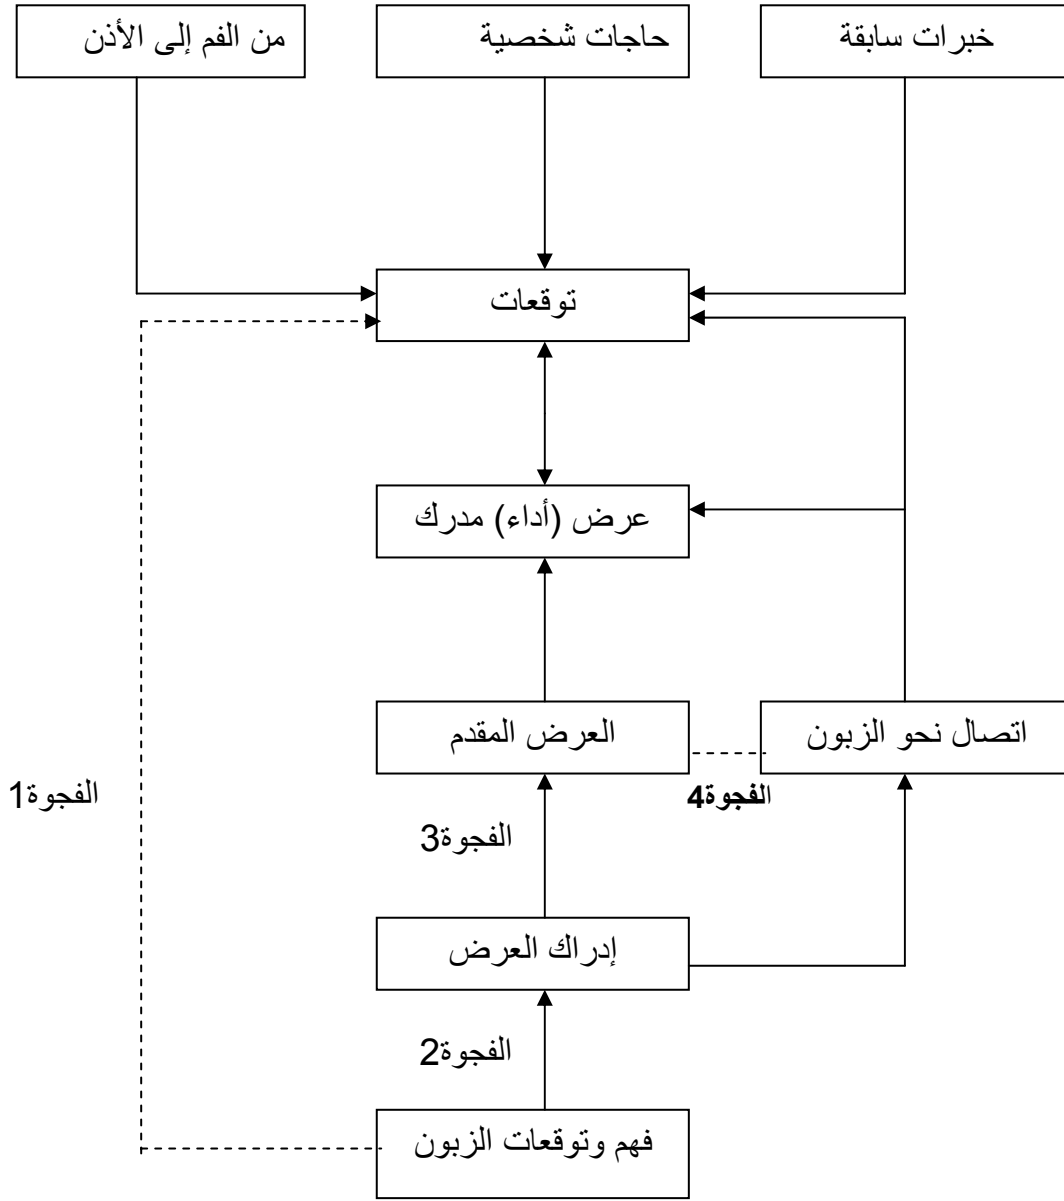 خبرات سابقة
حاجات شخصية
من الفم إلى الأذن
توقعات
عرض (أداء) مدرك
اتصال نحو الزبون
العرض المقدم
الفجوة4
الفجوة1
الفجوة3
إدراك العرض
الفجوة2
فهم وتوقعات الزبون